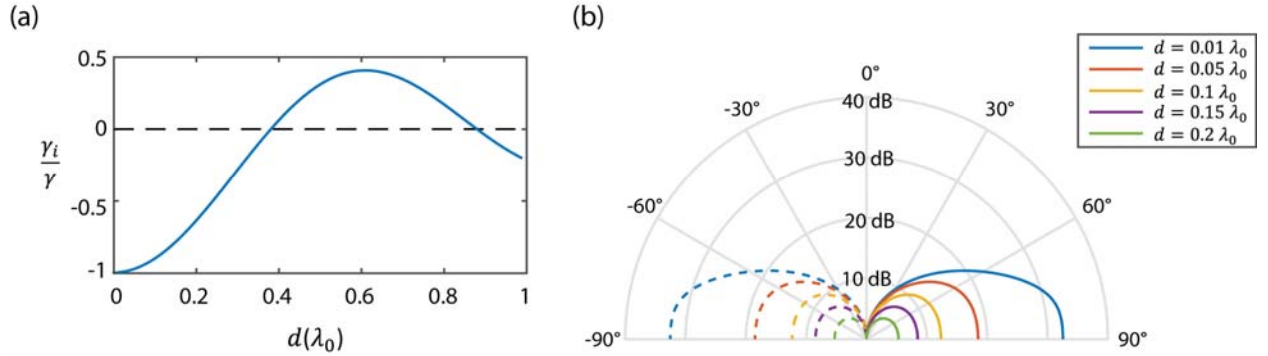 (a)
0.5
0
-0.5
-1
γi
γ
0
0.2
0.4
0.6
0.8
1
d(λ0)
(b)
d = 0.01 λ0
d = 0.05 λ0
d = 0.1 λ0
d = 0.15 λ0
d = 0.2 λ0
0°
-30°
30°
-60°
60°
-90°
90°
40 dB
30 dB
20 dB
10 dB